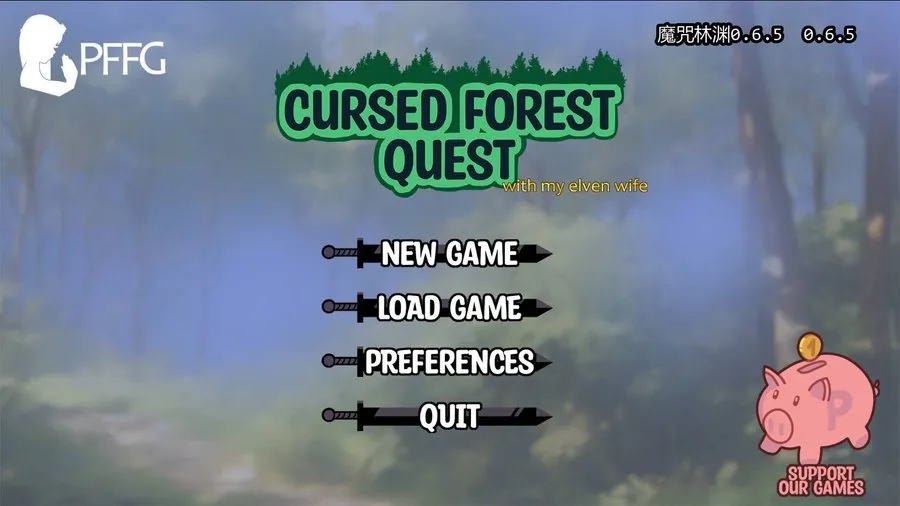 PFFG
魔咒林渊0.6.5 0.6.5
CURSED FOREST
QUEST
with my elven wife
NEW GAME
LOAD GAME
PREFERENCES
QUIT
P
SUPPORT
OUR GAMES